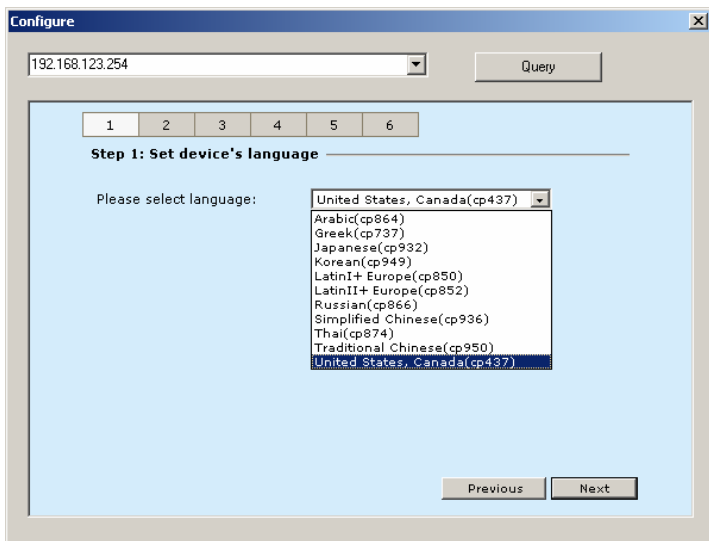 Configure
192.168.123.254
Query
1 2 3 4 5 6
Step 1: Set device's language
Please select language:
United States, Canada(cp437)
Arabic(cp864)
Greek(cp737)
Japanese(cp932)
Korean(cp949)
LatinI+ Europe(cp850)
LatinII+ Europe(cp852)
Russian(cp866)
Simplified Chinese(cp936)
Thai(cp874)
Traditional Chinese(cp950)
United States, Canada(cp437)
Previous
Next